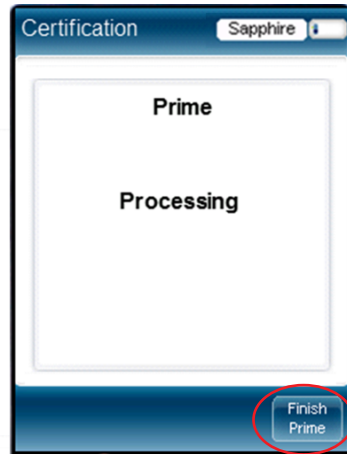 Certification Sapphire
Prime
Processing
Finish
Prime